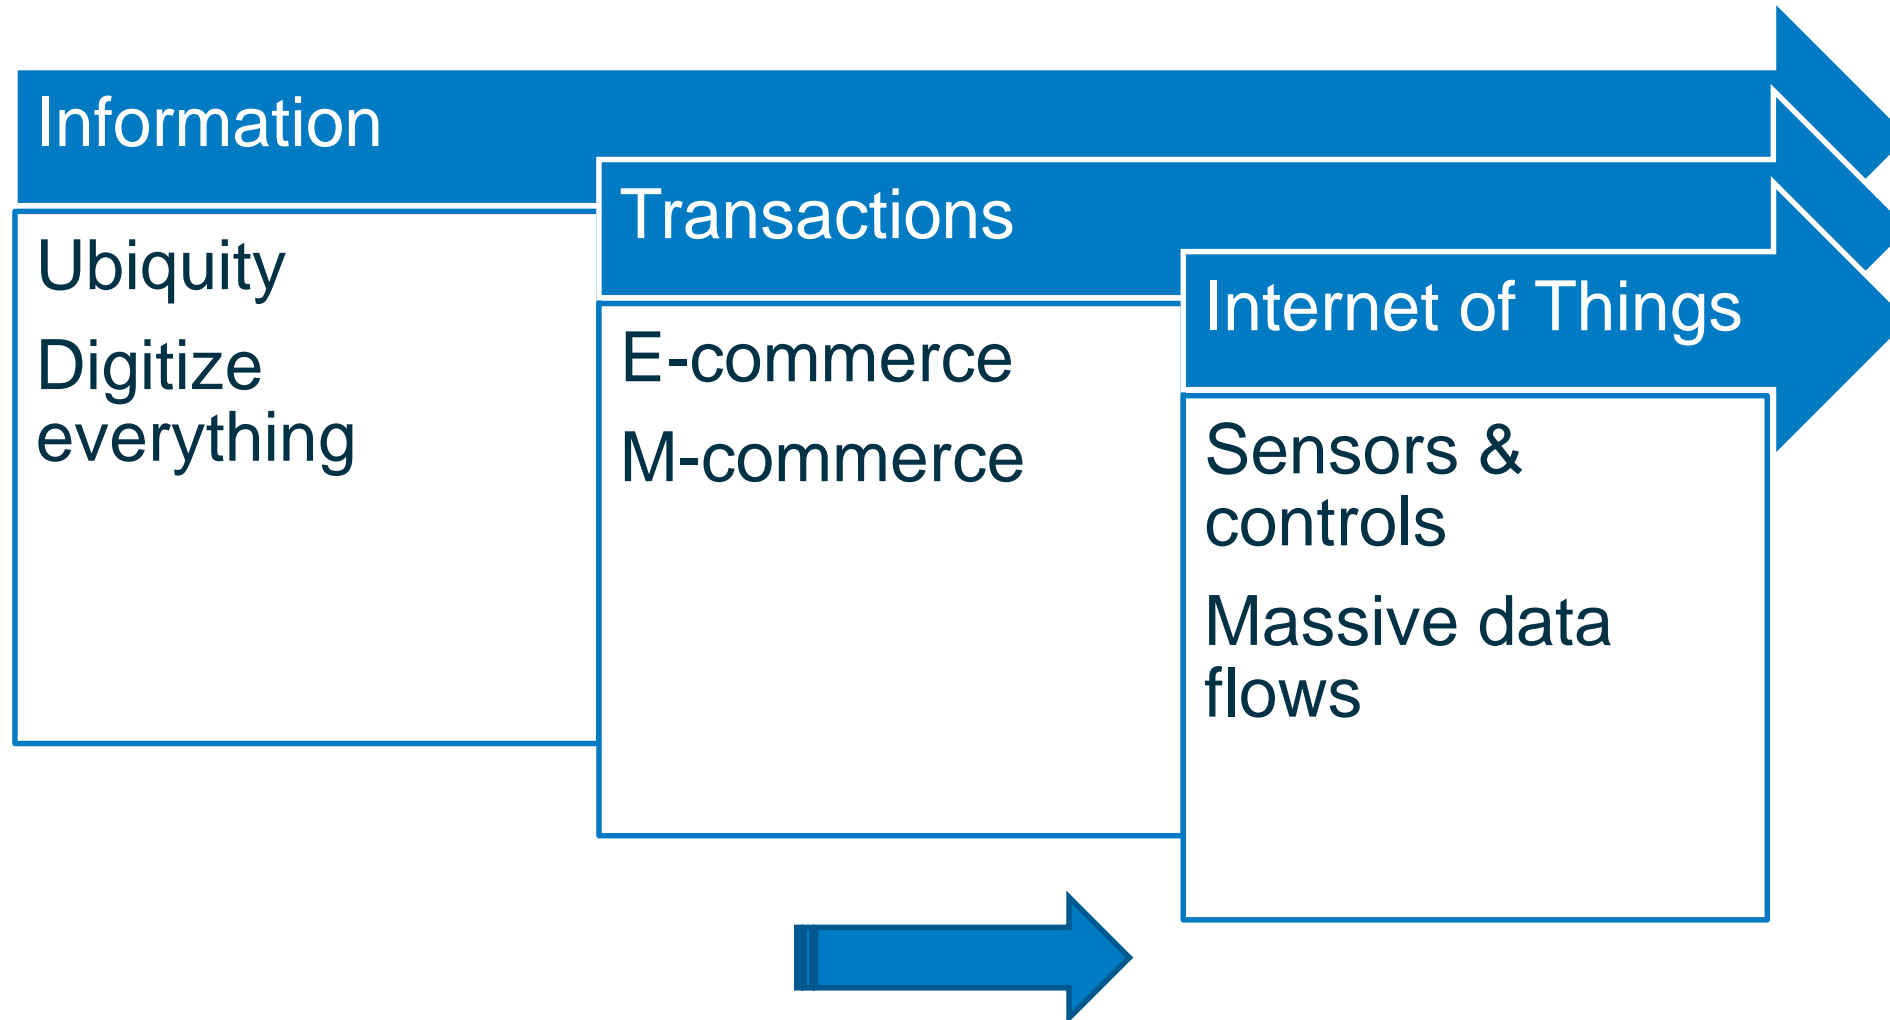 Information
Ubiquity
Digitize
everything
Transactions
E-commerce
M-commerce
Internet of Things
Sensors &
controls
Massive data
flows